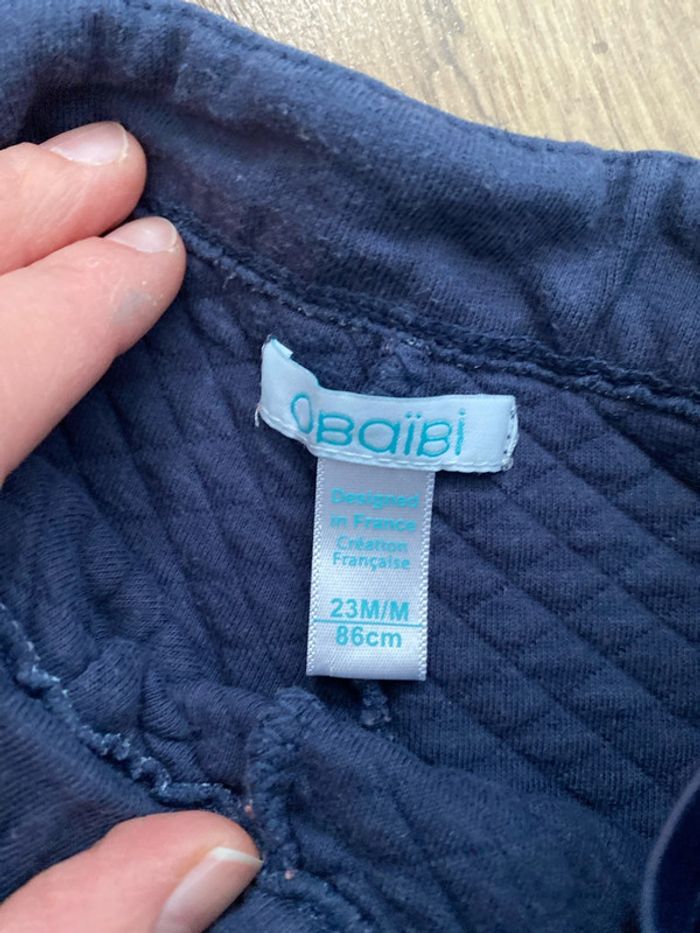 OBaïBi
Designed
in France
Création
Française
23M/M
86cm